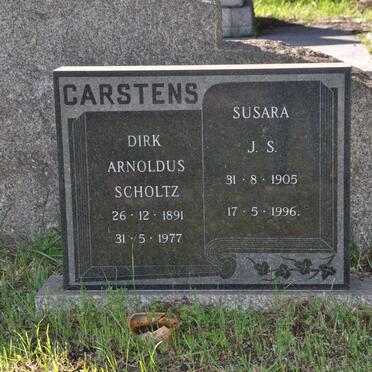 CARSTENS
DIRK
ARNOLDUS
SCHOLTZ
26 · 12 · 1891
31 · 5 · 1977
SUSARA
J. S.
31 · 8 · 1905
17 · 5 · 1996.